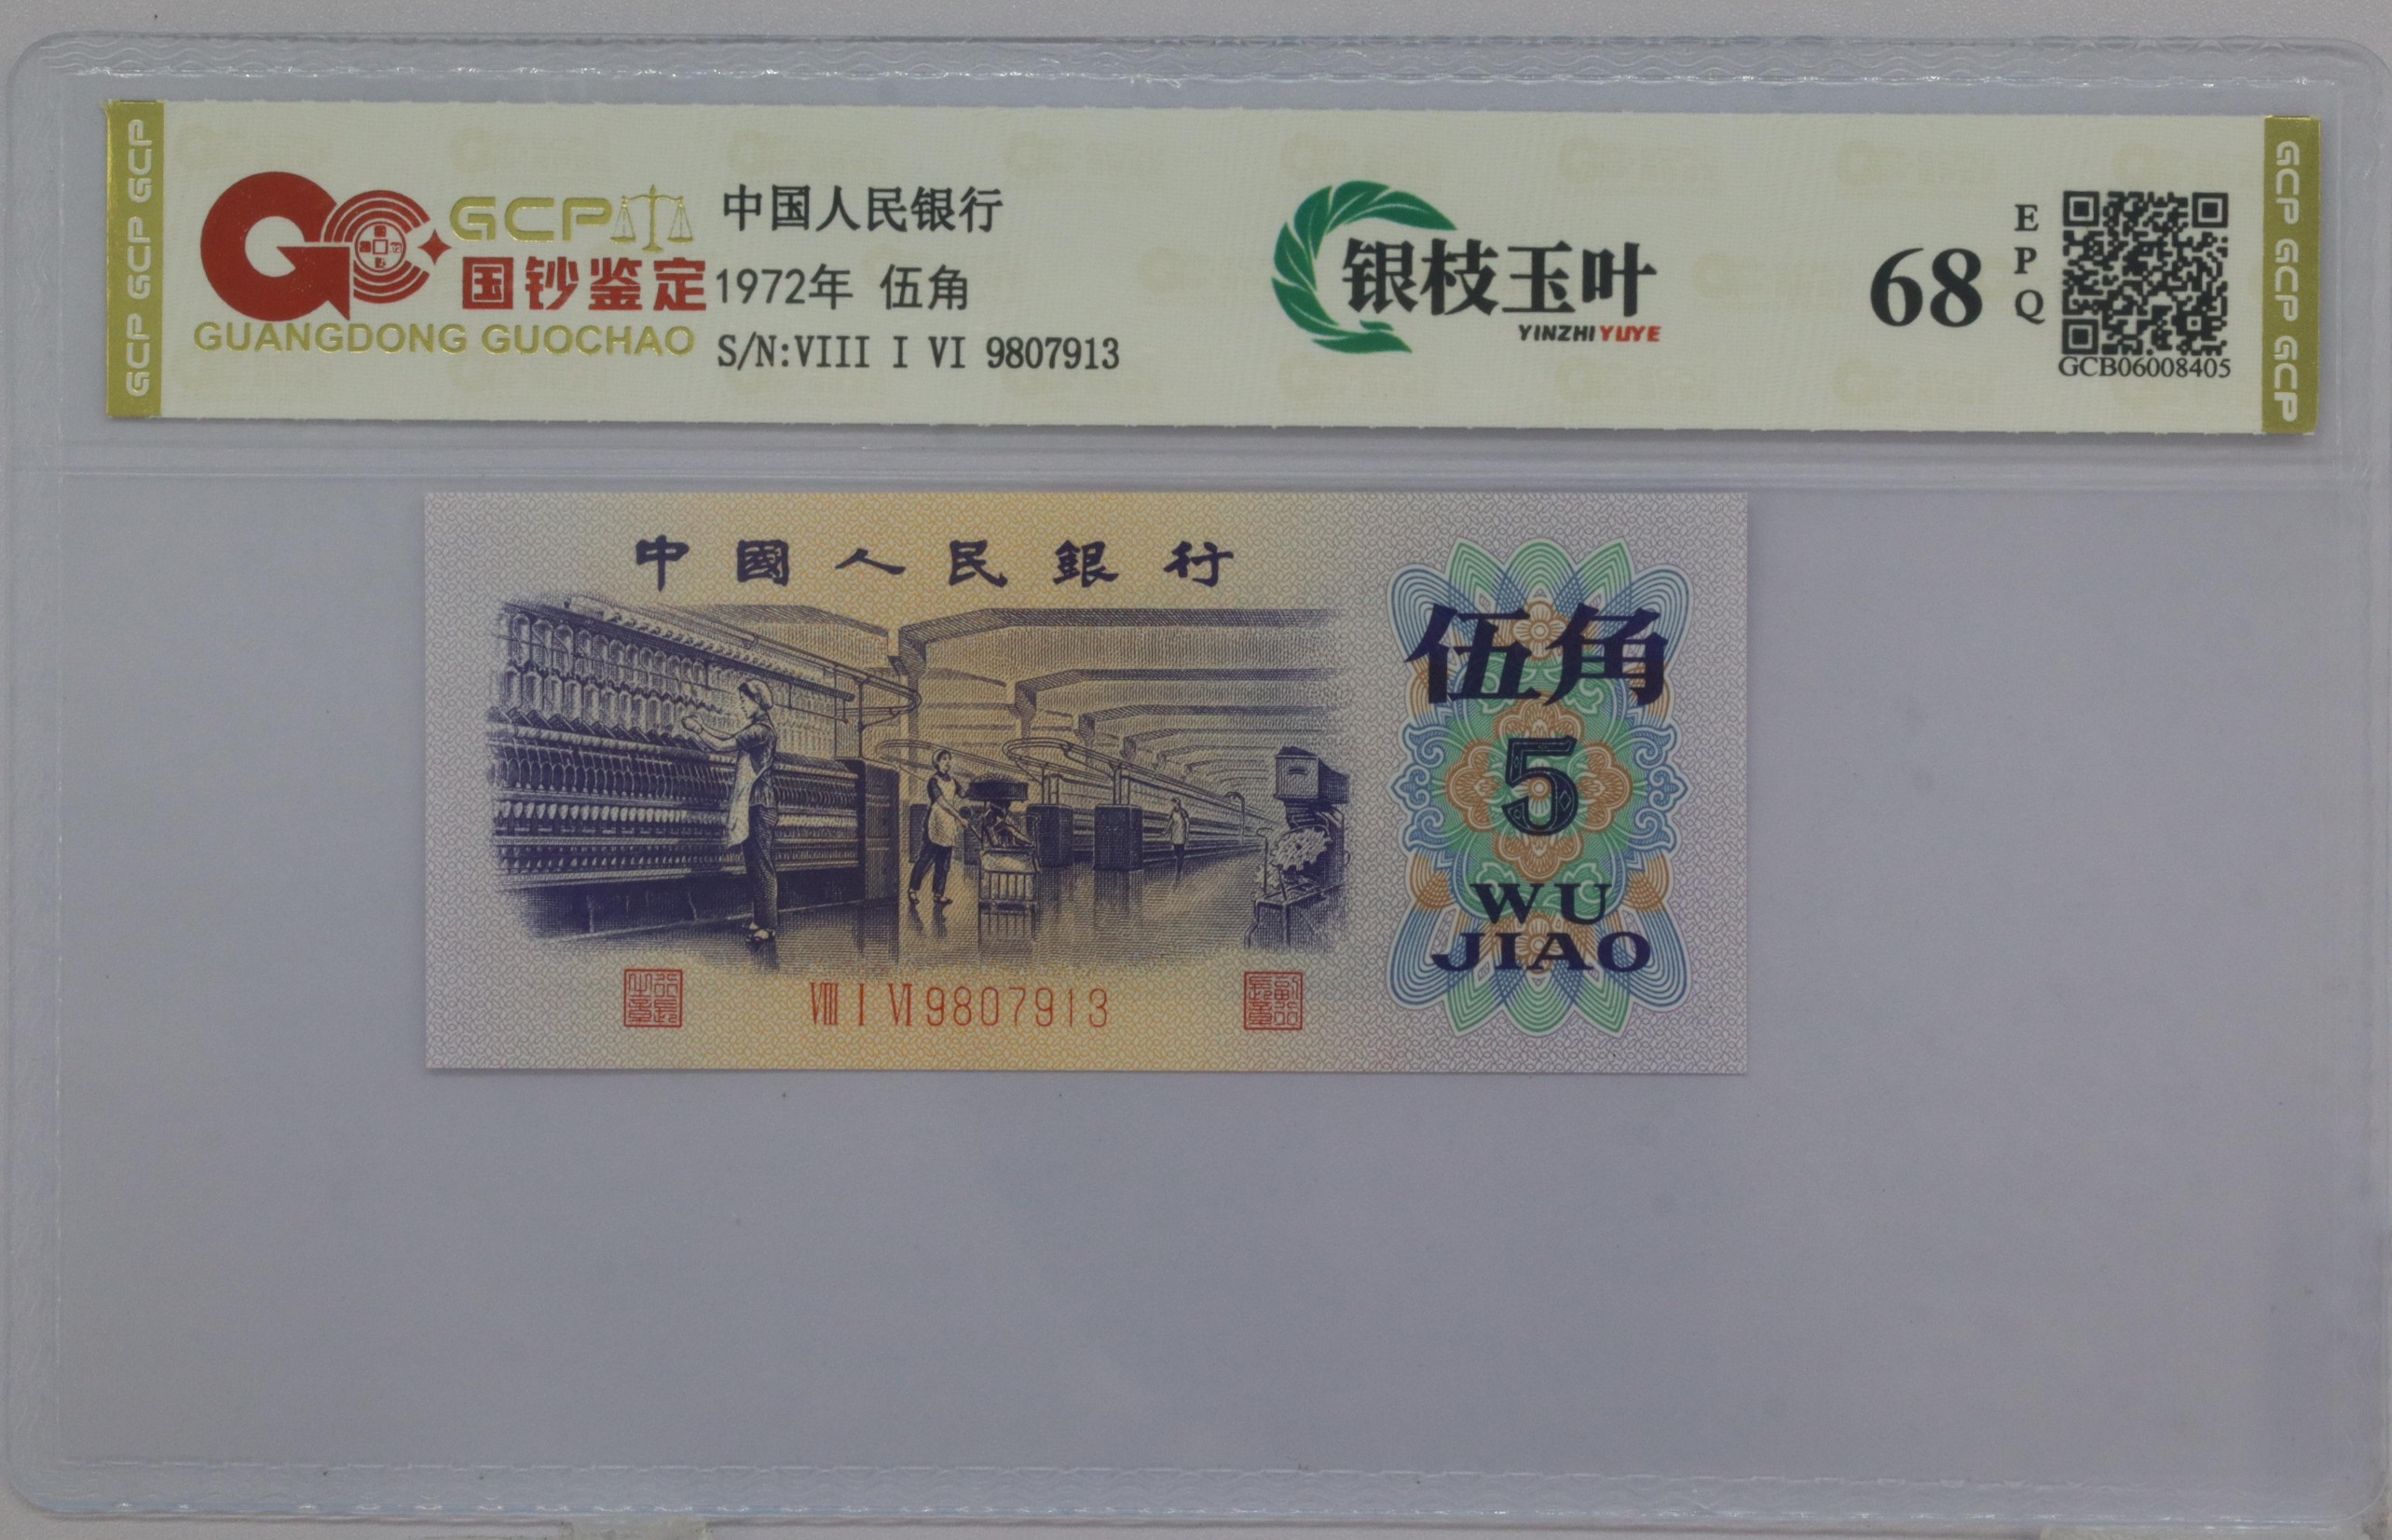 GCP GCP GCP
GCP
国钞鉴定
GUANGDONG GUOCHAO
中国人民银行
1972年 伍角
S/N:VIII I VI 9807913
银枝玉叶
YINZHIYUYE
68
EPQ
GCB06008405
GCP GCP GCP
中國人民銀行
伍角
5
WU
JIAO
VIII I VI 9807913